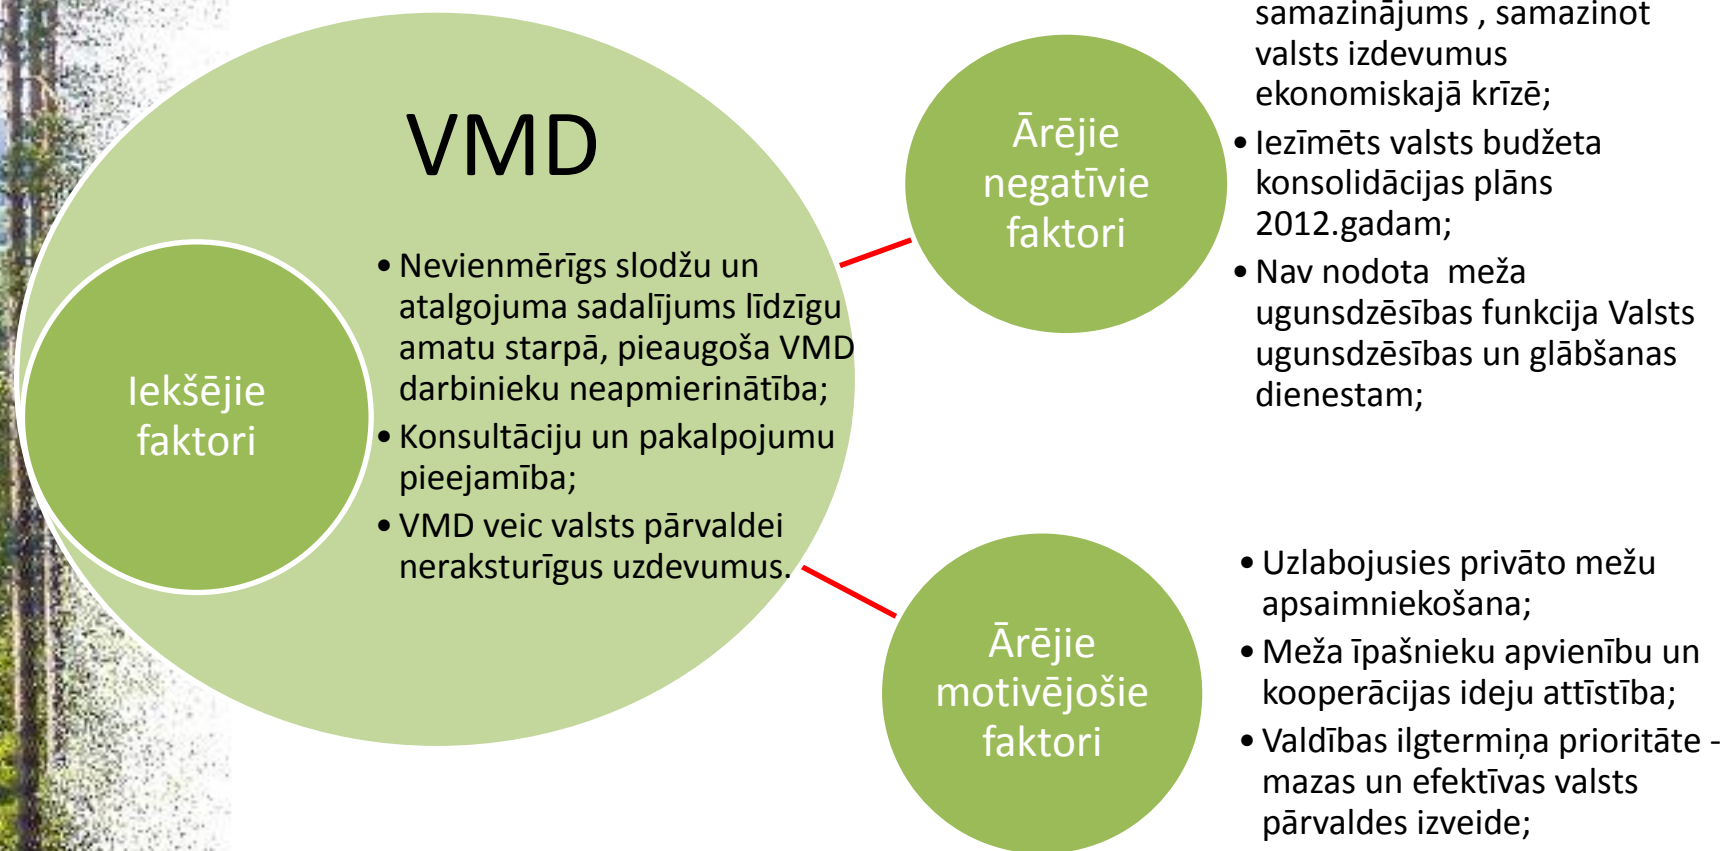 VMD
Iekšējie
faktori
• Nevienmērīgs slodžu un
atalgojuma sadalījums līdzīgu
amatu starpā, pieaugoša VMD
darbinieku neapmierinātība;
• Konsultāciju un pakalpojumu
pieejamība;
• VMD veic valsts pārvaldei
neraksturīgus uzdevumus.
Ārējie
negatīvie
faktori
samazinājums , samazinot
valsts izdevumus
ekonomiskajā krīzē;
• Iezīmēts valsts budžeta
konsolidācijas plāns
2012.gadam;
• Nav nodota  meža
ugunsdzēsības funkcija Valsts
ugunsdzēsības un glābšanas
dienestam;
Ārējie
motivējošie
faktori
• Uzlabojusies privāto mežu
apsaimniekošana;
• Meža īpašnieku apvienību un
kooperācijas ideju attīstība;
• Valdības ilgtermiņa prioritāte -
mazas un efektīvas valsts
pārvaldes izveide;